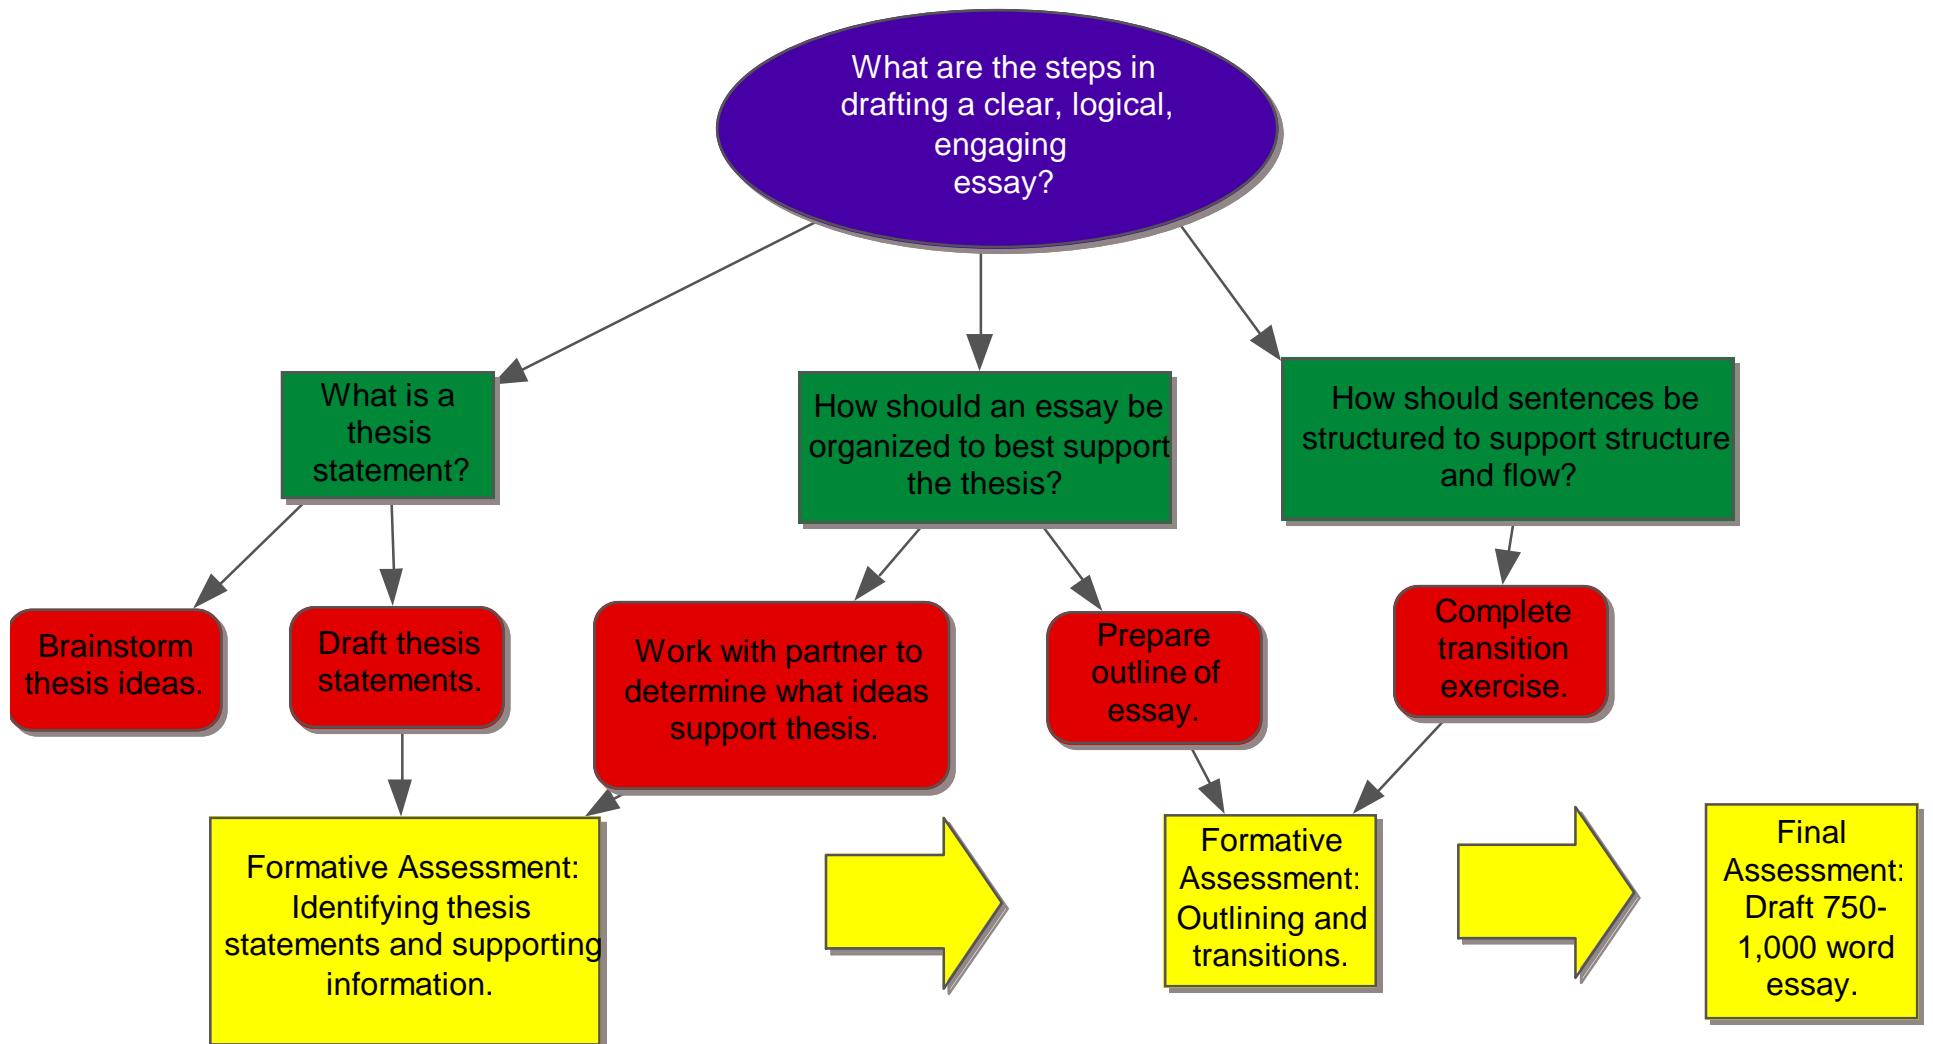 What are the steps in
drafting a clear, logical,
engaging
essay?
What is a
thesis
statement?
How should an essay be
organized to best support
the thesis?
How should sentences be
structured to support structure
and flow?
Brainstorm
thesis ideas.
Draft thesis
statements.
Work with partner to
determine what ideas
support thesis.
Prepare
outline of
essay.
Complete
transition
exercise.
Formative Assessment:
Identifying thesis
statements and supporting
information.
Formative
Assessment:
Outlining and
transitions.
Final
Assessment:
Draft 750-
1,000 word
essay.